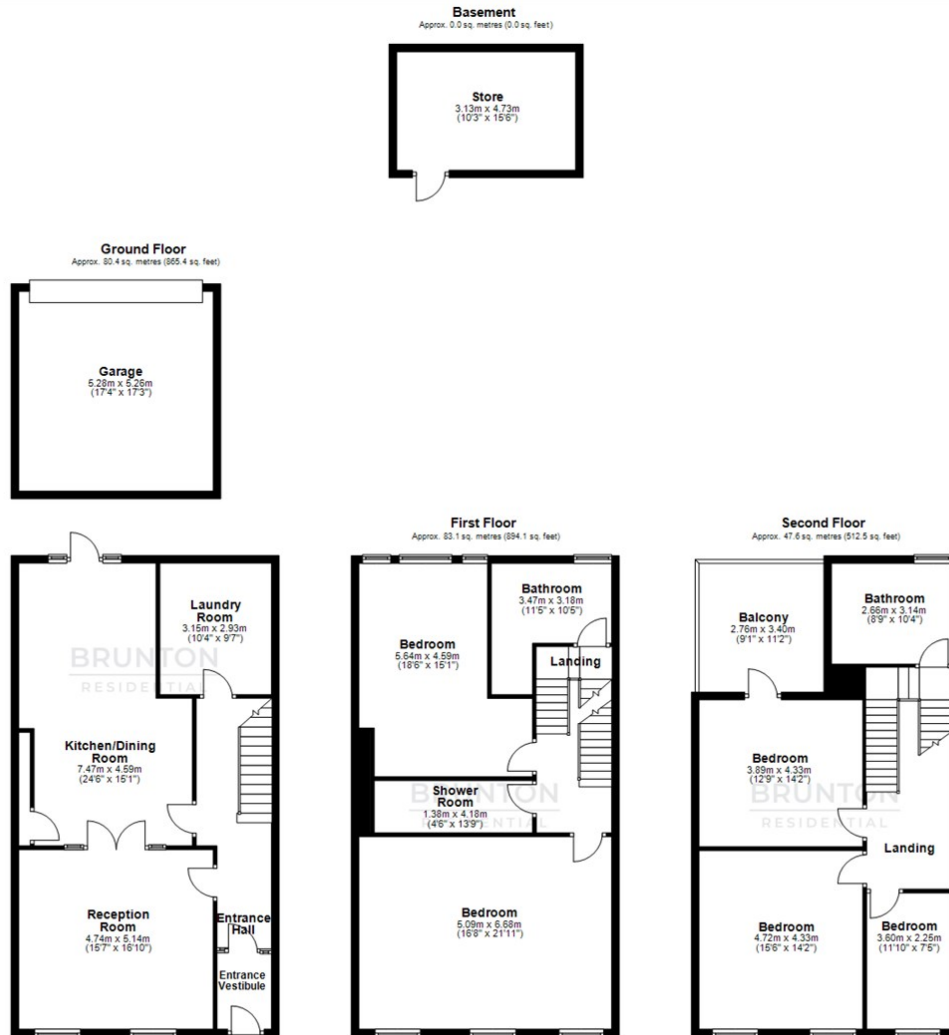 Basement
Approx. 0.0 sq. metres (0.0 sq. feet)
Store
3.13m x 4.73m
(10'3" x 15'6")
Ground Floor
Approx. 80.4 sq. metres (865.4 sq. feet)
Garage
5.28m x 5.26m
(17'4" x 17'3")
Laundry
Room
3.15m x 2.93m
(10'4" x 9'7")
BRUNTON
RESIDENTIAL
Kitchen/Dining
Room
7.47m x 4.59m
(24'6" x 15'1")
Reception
Room
4.74m x 5.14m
(15'7" x 16'10")
Entrance
Hall
Entrance
Vestibule
First Floor
Approx. 83.1 sq. metres (894.1 sq. feet)
Bathroom
3.47m x 3.18m
(11'5" x 10'5")
Bedroom
5.64m x 4.59m
(18'6" x 15'1")
Landing
Shower
Room
1.38m x 4.18m
(4'6" x 13'9")
BRUNTON
RESIDENTIAL
Bedroom
5.09m x 6.68m
(16'8" x 21'11")
Second Floor
Approx. 47.6 sq. metres (512.5 sq. feet)
Balcony
2.76m x 3.40m
(9'1" x 11'2")
Bathroom
2.66m x 3.14m
(8'9" x 10'4")
Bedroom
3.89m x 4.33m
(12'9" x 14'2")
BRUNTON
RESIDENTIAL
Landing
Bedroom
4.72m x 4.33m
(15'6" x 14'2")
Bedroom
3.60m x 2.25m
(11'10" x 7'5")